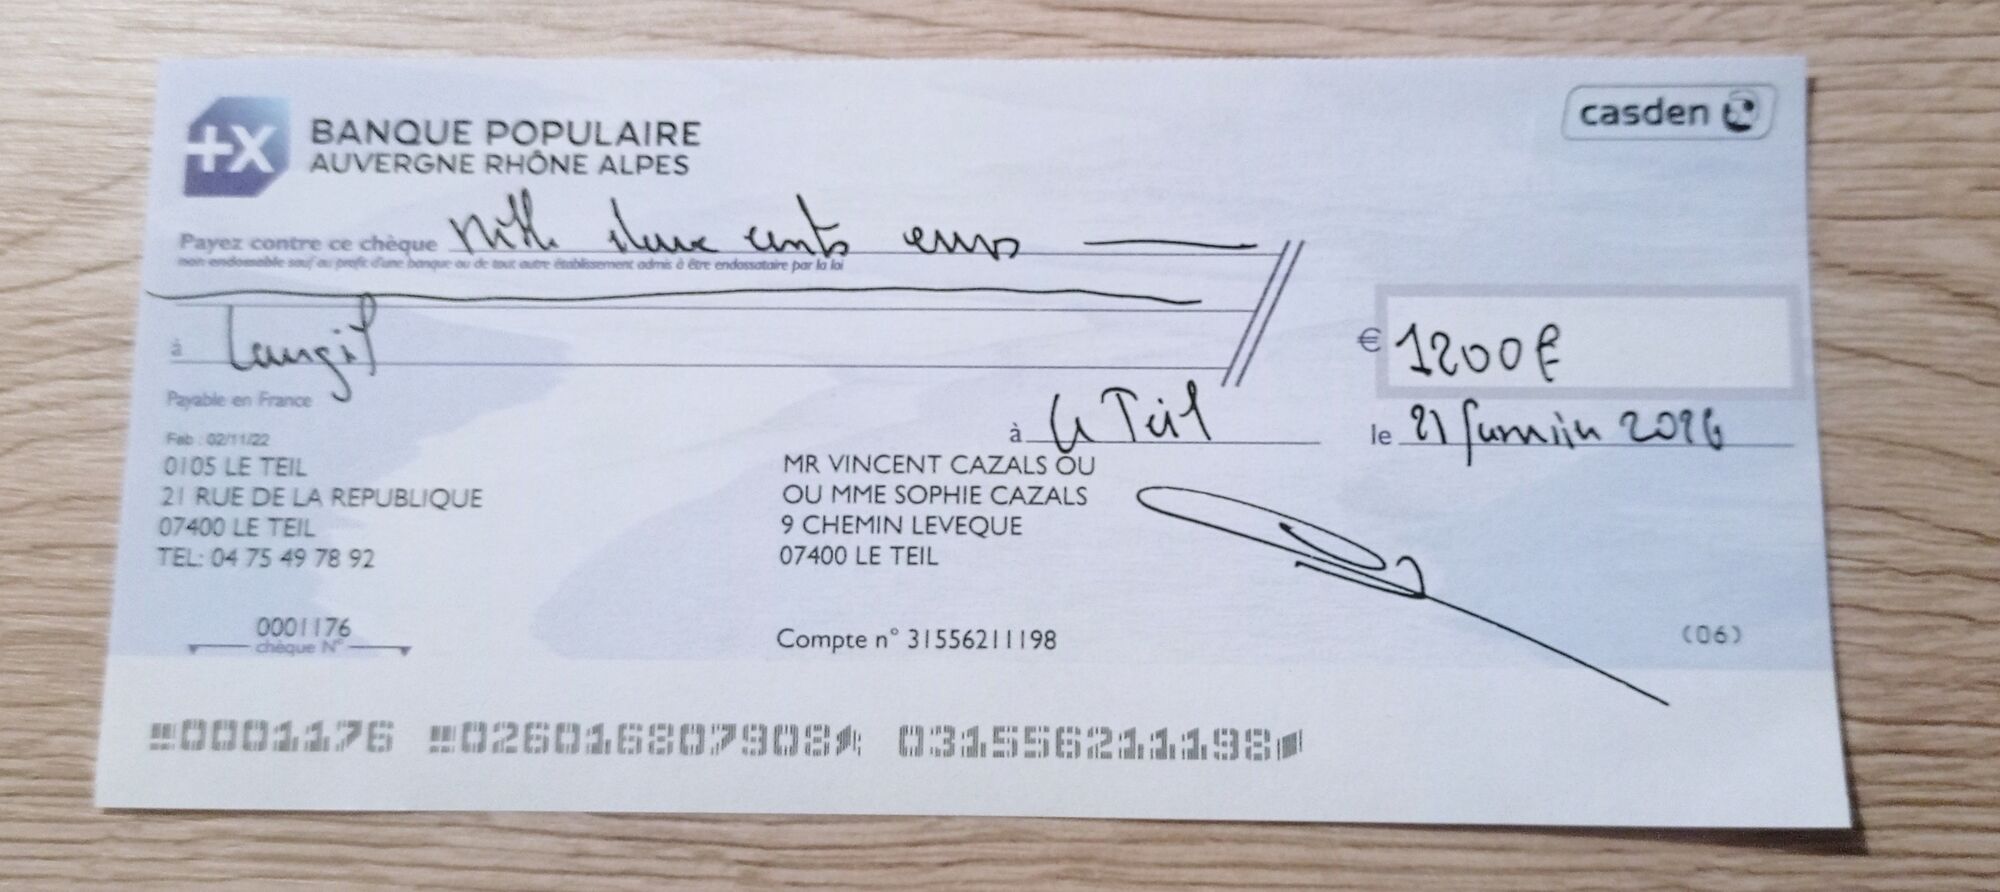 +X BANQUE POPULAIRE
AUVERGNE RHÔNE ALPES
casden
Payez contre ce chèque Mille deux cents euros
non endossable sauf au profit d'une banque ou de tout autre établissement admis à être endossataire par la loi
à
€ 1200€
Payable en France
à Le Teil le 21 Janvier 2026
Fab : 02/11/22
0105 LE TEIL
21 RUE DE LA REPUBLIQUE
07400 LE TEIL
TEL: 04 75 49 78 92
MR VINCENT CAZALS OU
OU MME SOPHIE CAZALS
9 CHEMIN LEVEQUE
07400 LE TEIL
0001176
chèque N°
Compte n° 31556211198
(06)
0001176 026016807908 031556211198